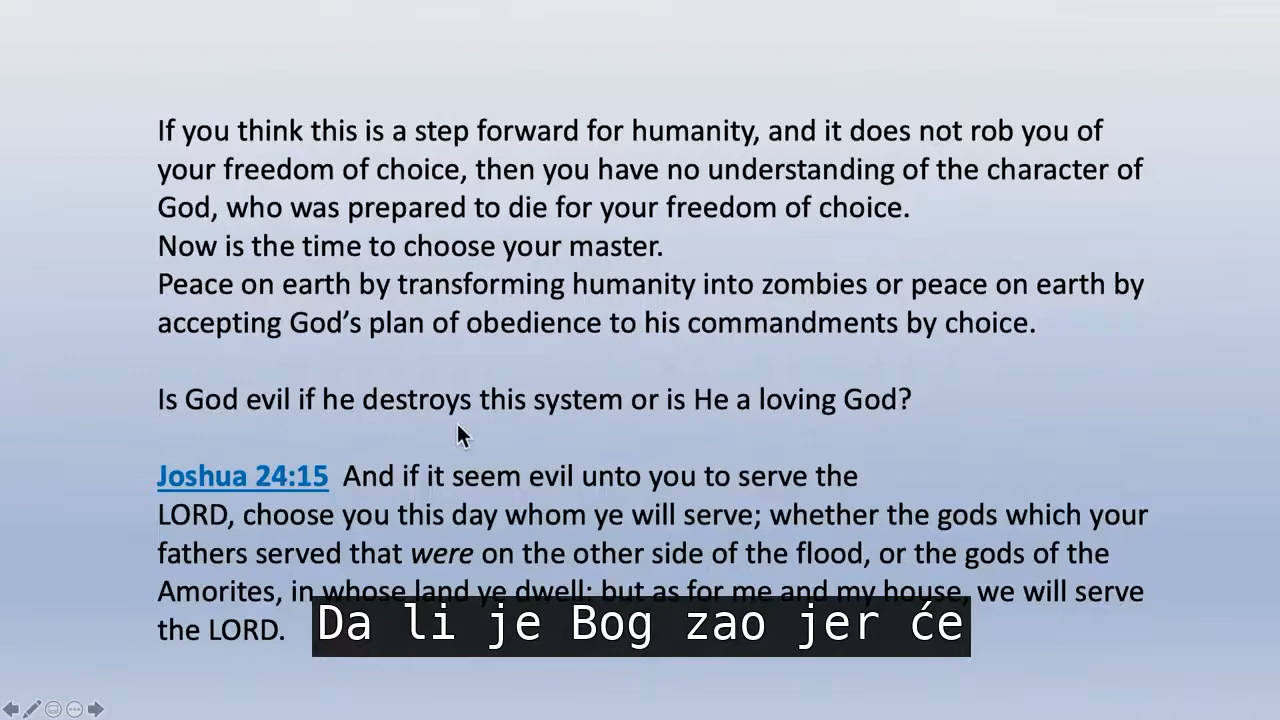 If you think this is a step forward for humanity, and it does not rob you of
your freedom of choice, then you have no understanding of the character of
God, who was prepared to die for your freedom of choice.
Now is the time to choose your master.
Peace on earth by transforming humanity into zombies or peace on earth by
accepting God’s plan of obedience to his commandments by choice.
Is God evil if he destroys this system or is He a loving God?
Joshua 24:15 And if it seem evil unto you to serve the
LORD, choose you this day whom ye will serve; whether the gods which your
fathers served that were on the other side of the flood, or the gods of the
Amorites, in whose land ye dwell: but as for me and my house, we will serve
the LORD.
Da li je Bog zao jer će